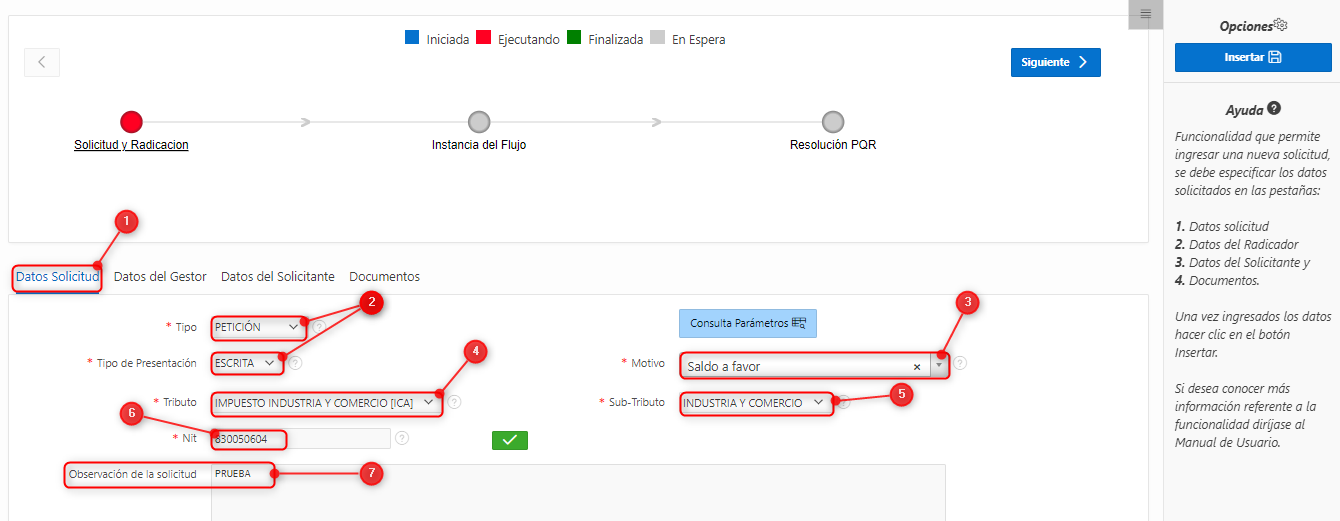 Iniciada Ejecutando Finalizada En Espera
Siguiente
Solicitud y Radicacion
Instancia del Flujo
Resolución PQR
1
Datos Solicitud
Datos del Gestor
Datos del Solicitante
Documentos
2
3
* Tipo
PETICIÓN
?
Consulta Parámetros
* Tipo de Presentación
ESCRITA
?
* Motivo
Saldo a favor
×
?
4
* Tributo
IMPUESTO INDUSTRIA Y COMERCIO [ICA]
?
* Sub-Tributo
INDUSTRIA Y COMERCIO
?
5
6
* Nit
830050604
?
Observación de la solicitud
PRUEBA
7
Opciones
Insertar
Ayuda ?
Funcionalidad que permite
ingresar una nueva solicitud,
se debe especificar los datos
solicitados en las pestañas:
1. Datos solicitud
2. Datos del Radicador
3. Datos del Solicitante y
4. Documentos.
Una vez ingresados los datos
hacer clic en el botón
Insertar.
Si desea conocer más
información referente a la
funcionalidad diríjase al
Manual de Usuario.